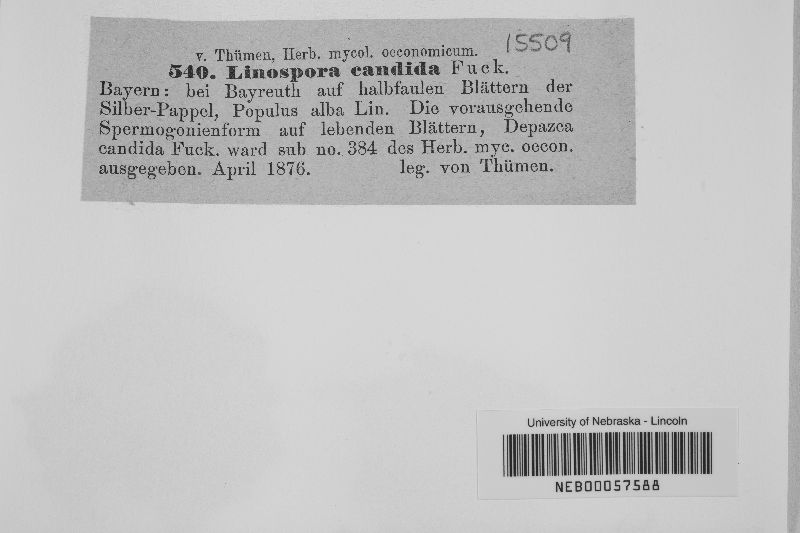 v. Thümen, Herb. mycol. oeconomicum. 15509
540. Linospora candida Fuck.
Bayern: bei Bayreuth auf halbfaulen Blättern der
Silber-Pappel, Populus alba Lin. Die vorausgehende
Spermogonienform auf lebenden Blättern, Depazea
candida Fuck. ward sub no. 384 des Herb. myc. oecon.
ausgegeben. April 1876. leg. von Thümen.
University of Nebraska - Lincoln
NEB00057588